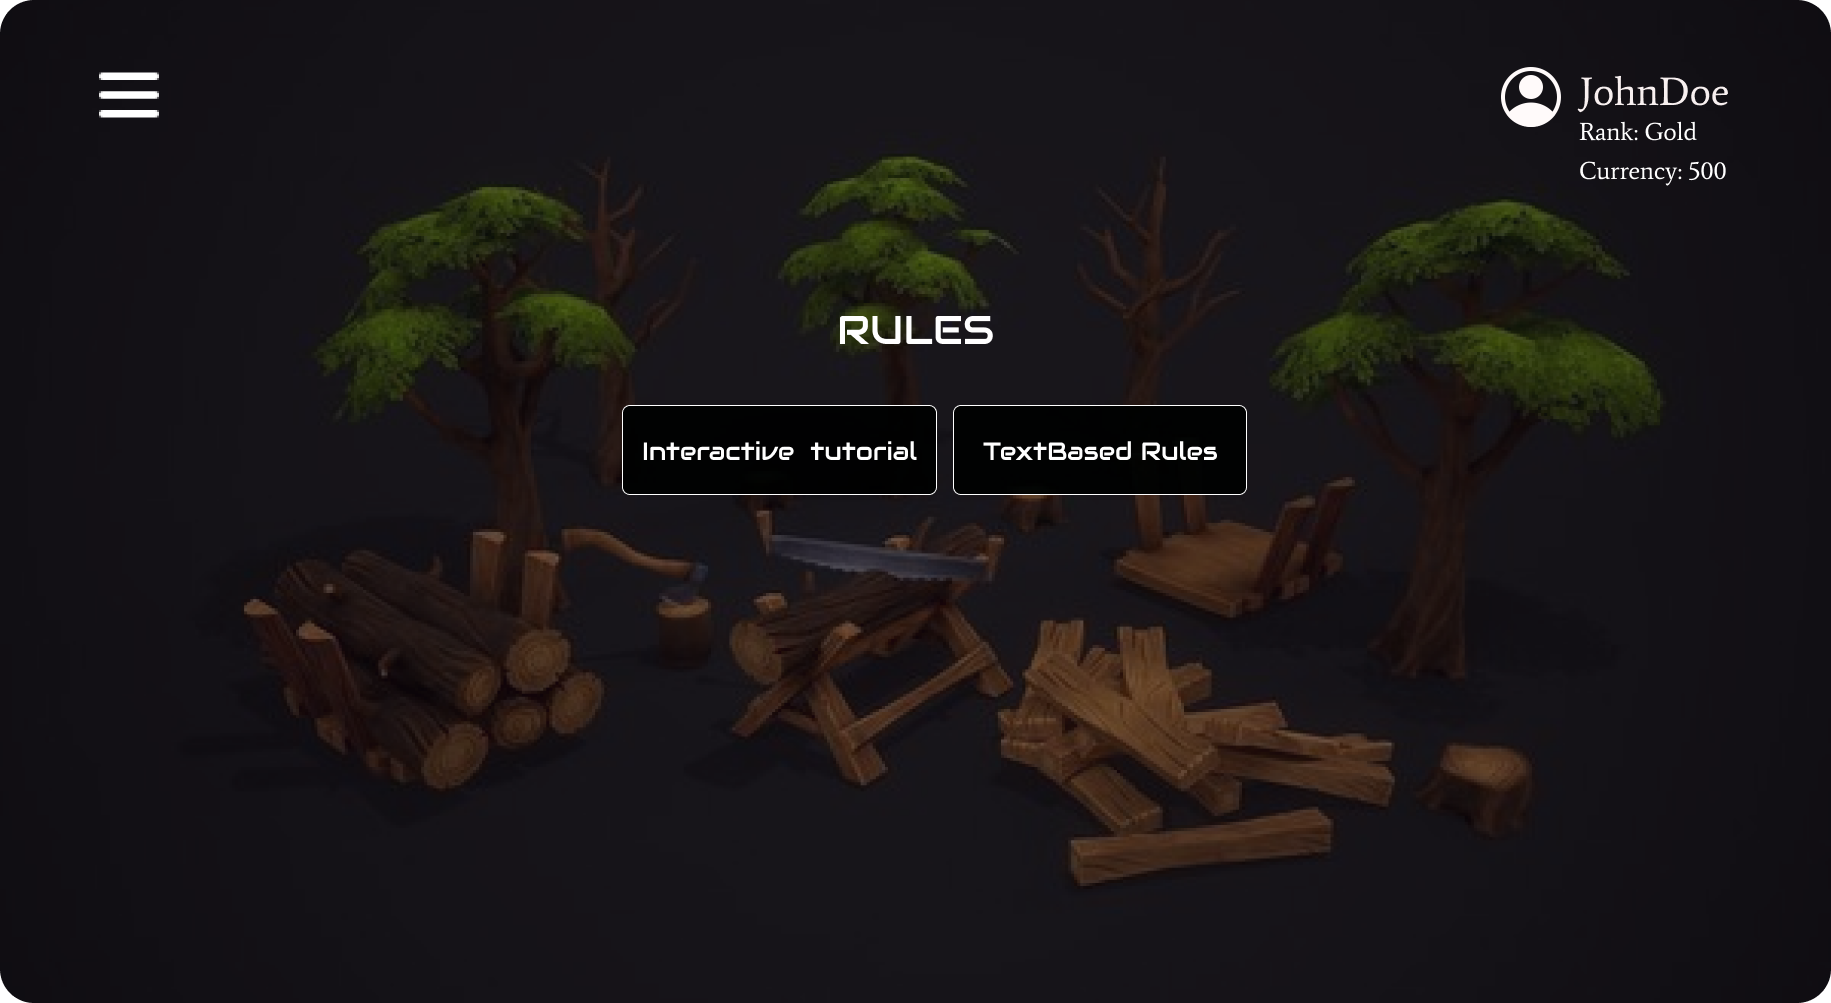 JohnDoe
Rank: Gold
Currency: 500
RULES
Interactive tutorial
TextBased Rules